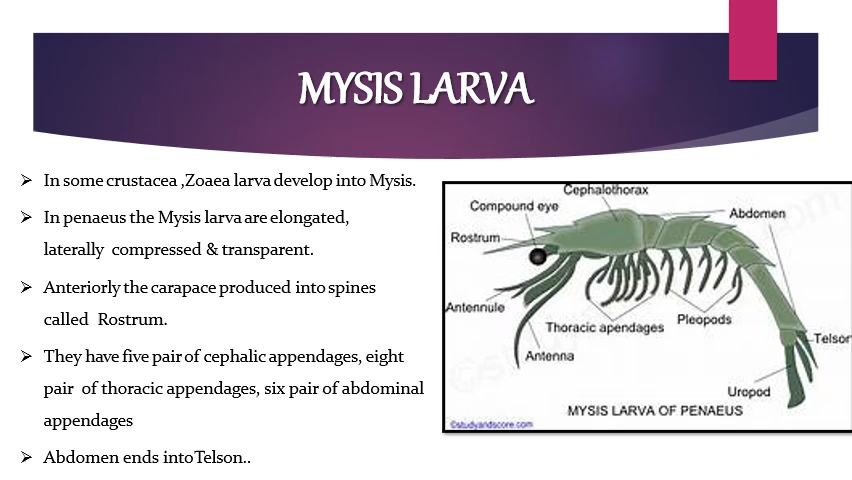 MYSIS LARVA
➢ In some crustacea ,Zoaea larva develop into Mysis.
➢ In penaeus the Mysis larva are elongated,
laterally compressed & transparent.
➢ Anteriorly the carapace produced into spines
called Rostrum.
➢ They have five pair of cephalic appendages, eight
pair of thoracic appendages, six pair of abdominal
appendages
➢ Abdomen ends into Telson..
Cephalothorax
Compound eye
Abdomen
Rostrum
Antennule
Thoracic apendages
Pleopods
Telson
Antenna
Uropod
MYSIS LARVA OF PENAEUS
©studyandscore.com